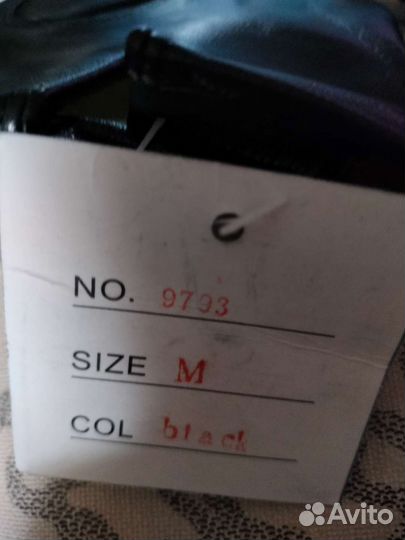 NO. 9793
SIZE M
COL black
Avito